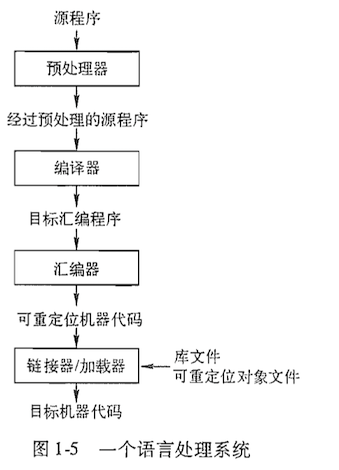 源程序
预处理器
经过预处理的源程序
编译器
目标汇编程序
汇编器
可重定位机器代码
链接器/加载器
库文件
可重定位对象文件
目标机器代码
图 1-5 一个语言处理系统